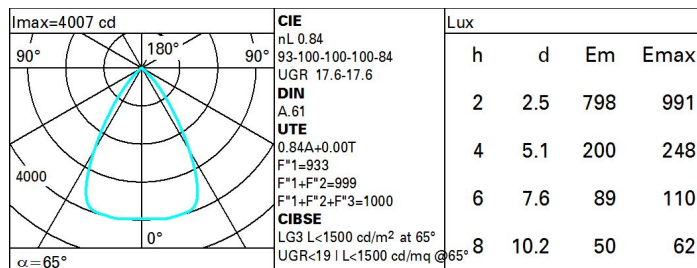 Imax=4007 cd
90° 180° 90°
4000
0°
α=65°
CIE
nL 0.84
93-100-100-100-84
UGR 17.6-17.6
DIN
A.61
UTE
0.84A+0.00T
F"1=933
F"1+F"2=999
F"1+F"2+F"3=1000
CIBSE
LG3 L<1500 cd/m² at 65°
UGR<19 | L<1500 cd/mq @65°
Lux
h d Em Emax
2 2.5 798 991
4 5.1 200 248
6 7.6 89 110
8 10.2 50 62